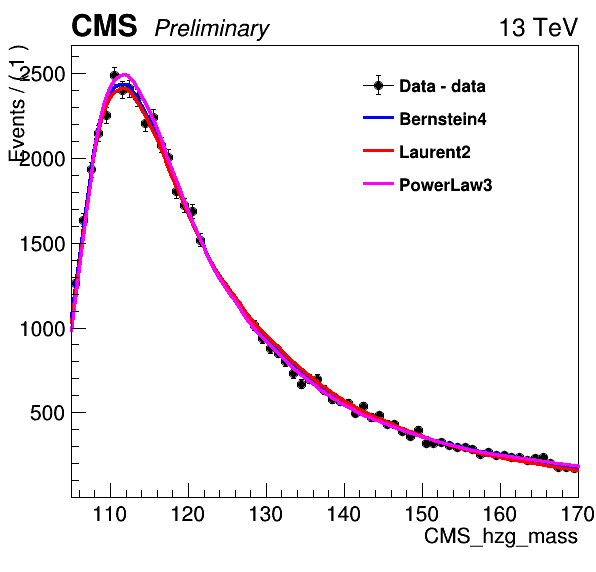 CMS Preliminary 13 TeV
Events / ( 1 )
2500
2000
1500
1000
500
Data - data
Bernstein4
Laurent2
PowerLaw3
110 120 130 140 150 160 170
CMS_hzg_mass